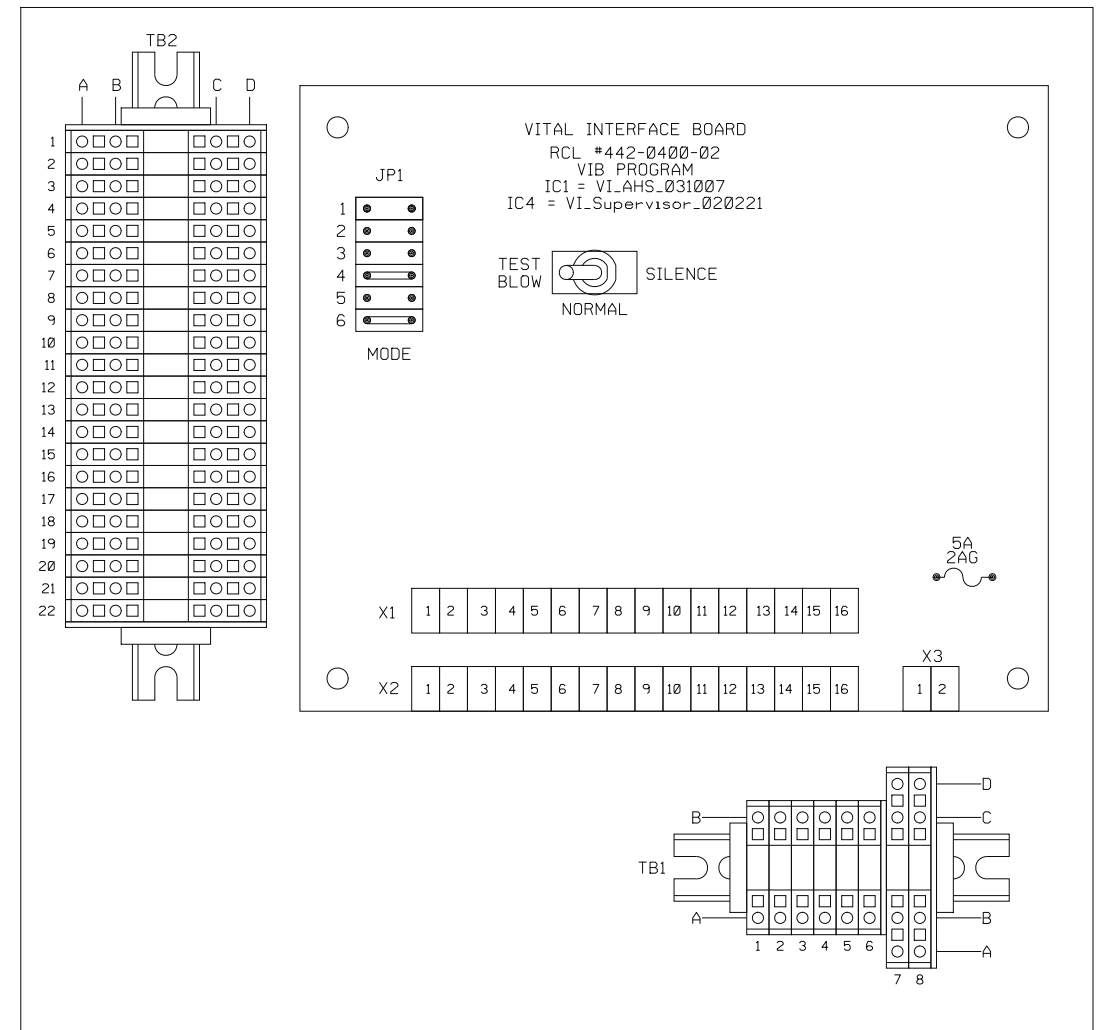 TB2
A B C D
1
2
3
4
5
6
7
8
9
10
11
12
13
14
15
16
17
18
19
20
21
22
VITAL INTERFACE BOARD
RCL #442-0400-02
VIB PROGRAM
IC1 = VI_AHS_031007
IC4 = VI_Supervisor_020221
JP1
1
2
3
4
5
6
MODE
TEST
BLOW
SILENCE
NORMAL
5A
2AG
X1 1 2 3 4 5 6 7 8 9 10 11 12 13 14 15 16
X2 1 2 3 4 5 6 7 8 9 10 11 12 13 14 15 16
X3
1 2
D
B C
TB1
A B
1 2 3 4 5 6
A
7 8